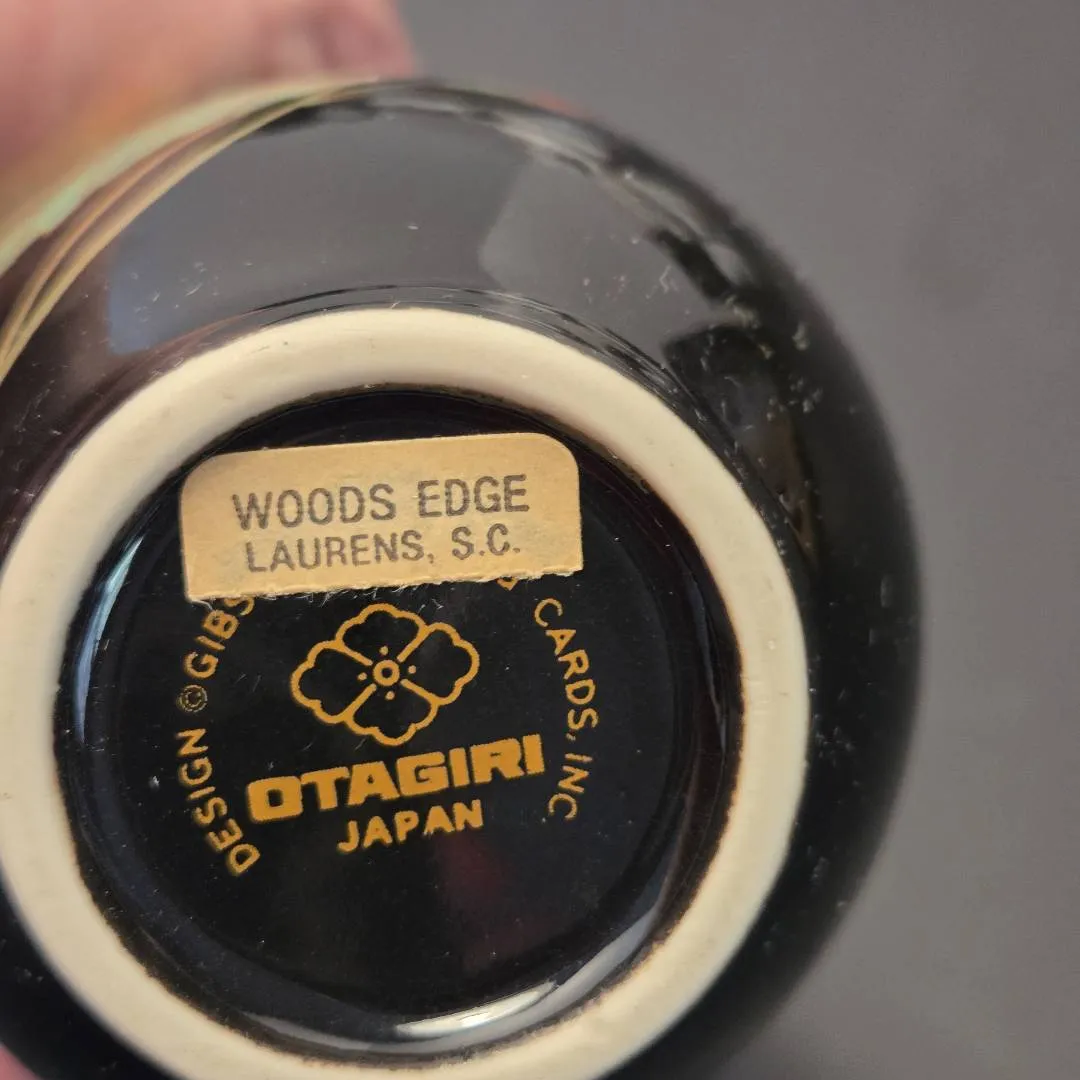 WOODS EDGE
LAURENS, S.C.
DESIGN © GIBS
CARDS, INC.
OTAGIRI
JAPAN